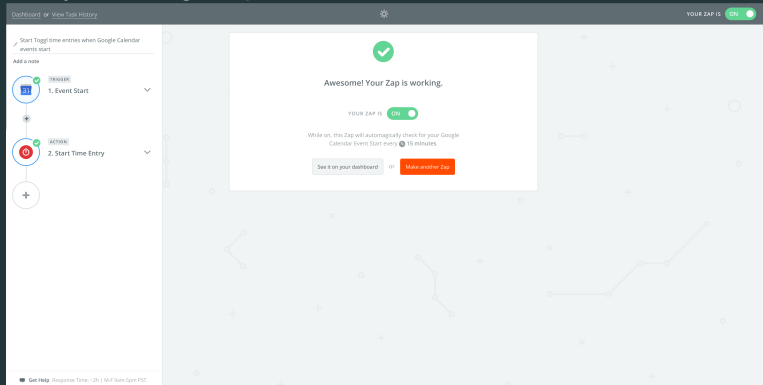 Dashboard or View Task History
YOUR ZAP IS ON
Start Toggl time entries when Google Calendar
events start
Add a note
TRIGGER
31
1. Event Start
ACTION
2. Start Time Entry
Awesome! Your Zap is working.
YOUR ZAP IS ON
While on, this Zap will automagically check for your Google
Calendar Event Start every 15 minutes.
See it on your dashboard or Make another Zap
Get Help Response Time: ~2h | M-F 9am-5pm PST